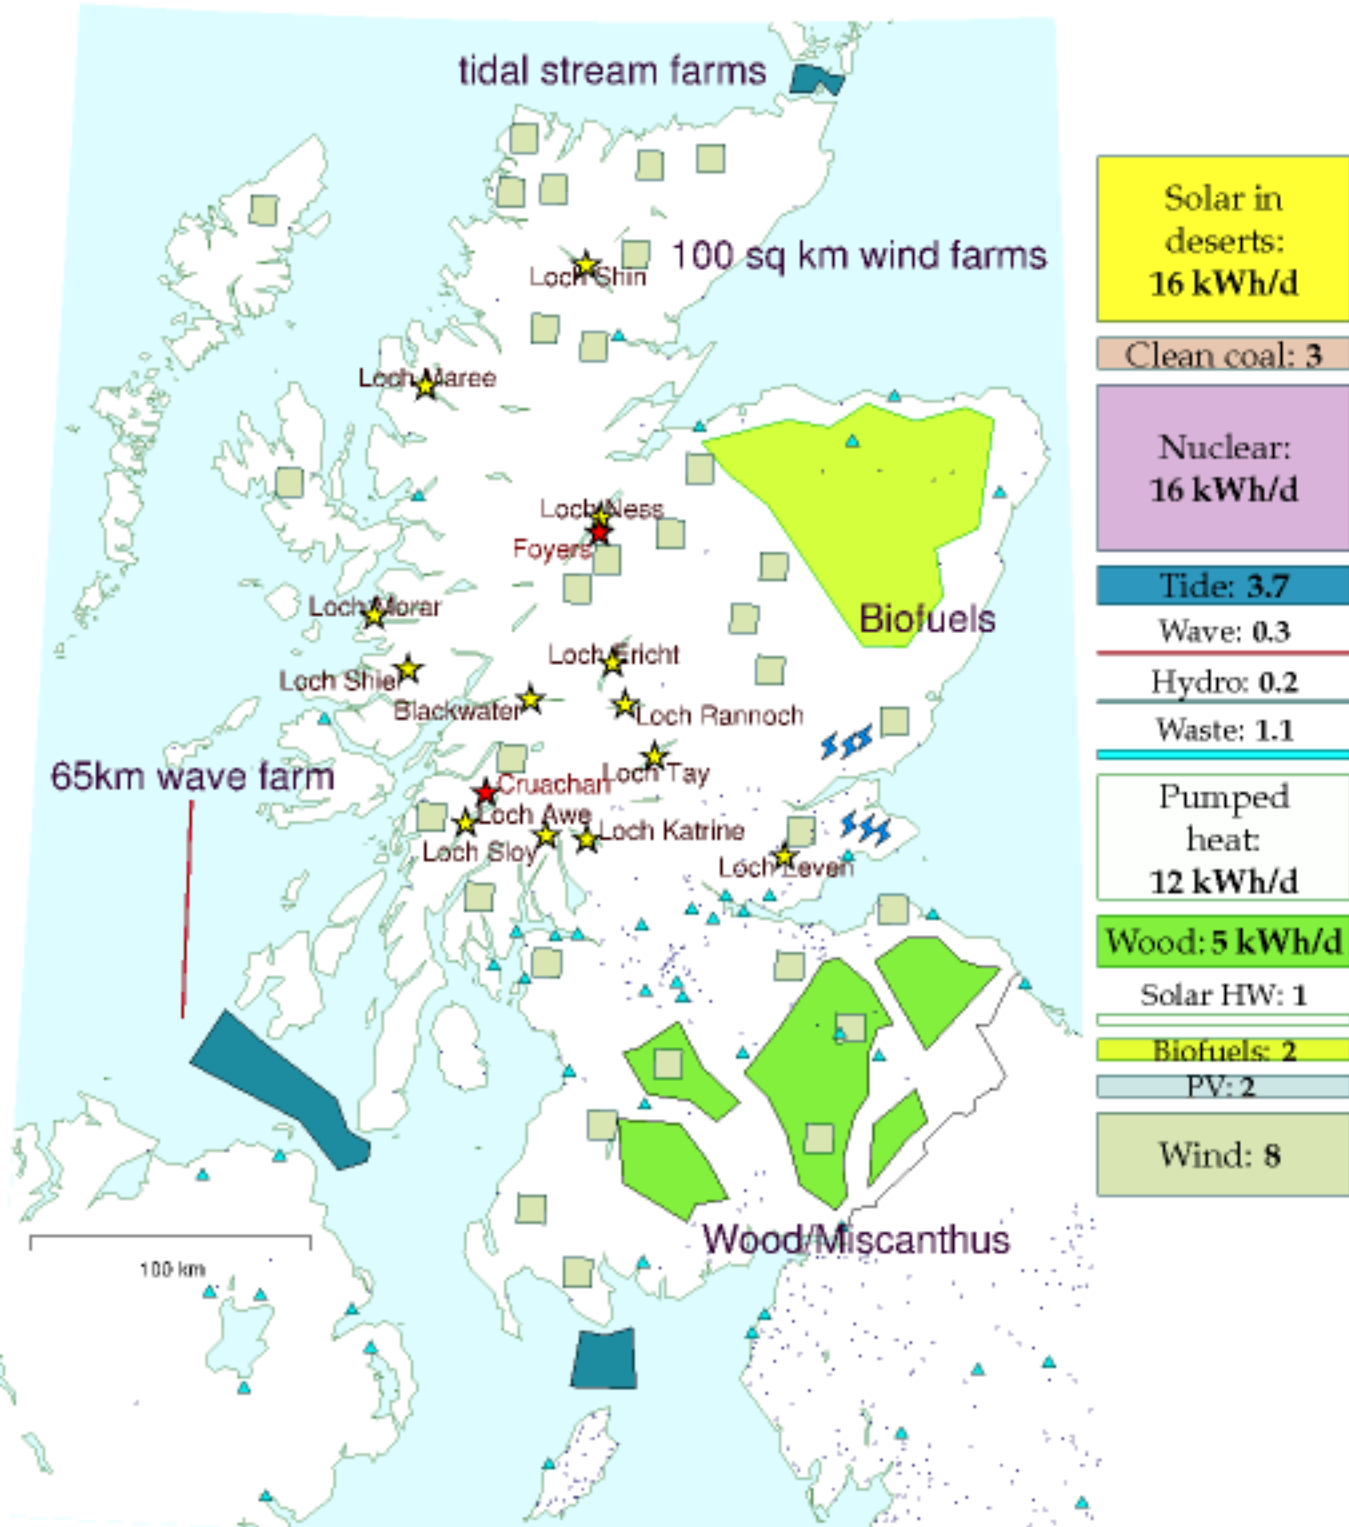 tidal stream farms
100 sq km wind farms
Loch Shin
Loch Maree
Loch Ness
Foyers
Biofuels
Loch Morar
Loch Ericht
Loch Shiel
Blackwater
Loch Rannoch
65km wave farm
Loch Tay
Cruachan
Loch Awe
Loch Katrine
Loch Sloy
Loch Leven
Wood/Miscanthus
100 km
Solar in
deserts:
16 kWh/d
Clean coal: 3
Nuclear:
16 kWh/d
Tide: 3.7
Wave: 0.3
Hydro: 0.2
Waste: 1.1
Pumped
heat:
12 kWh/d
Wood: 5 kWh/d
Solar HW: 1
Biofuels: 2
PV: 2
Wind: 8